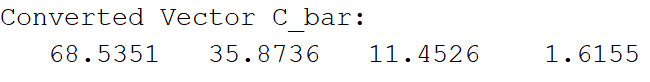 Converted Vector C_bar:
68.5351 35.8736 11.4526 1.6155